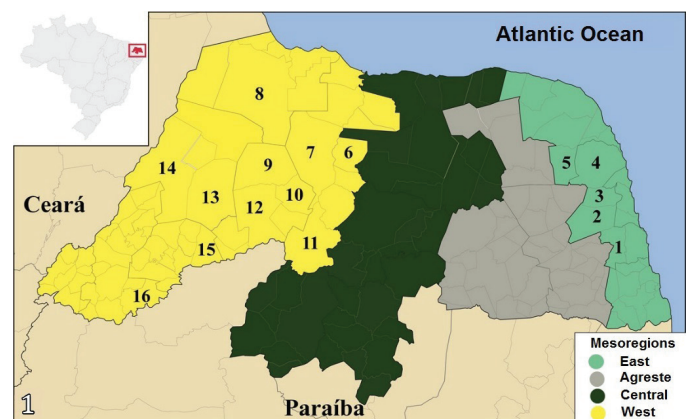 Atlantic Ocean
8
14
9
7
6
5
4
13
10
3
Ceará
12
2
15
11
1
16
Mesoregions
East
Agreste
Central
West
1
Paraíba